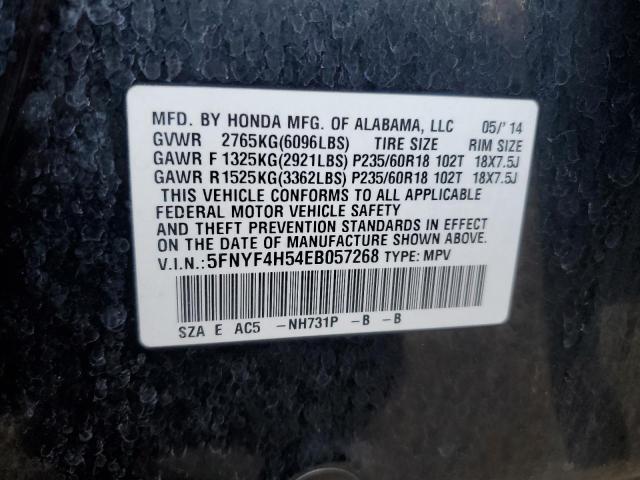 MFD. BY HONDA MFG. OF ALABAMA, LLC 05/'14
GVWR 2765KG(6096LBS) TIRE SIZE RIM SIZE
GAWR F 1325KG(2921LBS) P235/60R18 102T 18X7.5J
GAWR R1525KG(3362LBS) P235/60R18 102T 18X7.5J
THIS VEHICLE CONFORMS TO ALL APPLICABLE
FEDERAL MOTOR VEHICLE SAFETY
AND THEFT PREVENTION STANDARDS IN EFFECT
ON THE DATE OF MANUFACTURE SHOWN ABOVE.
V.I.N.:5FNYF4H54EB057268 TYPE: MPV
SZA E AC5 -NH731P -B -B